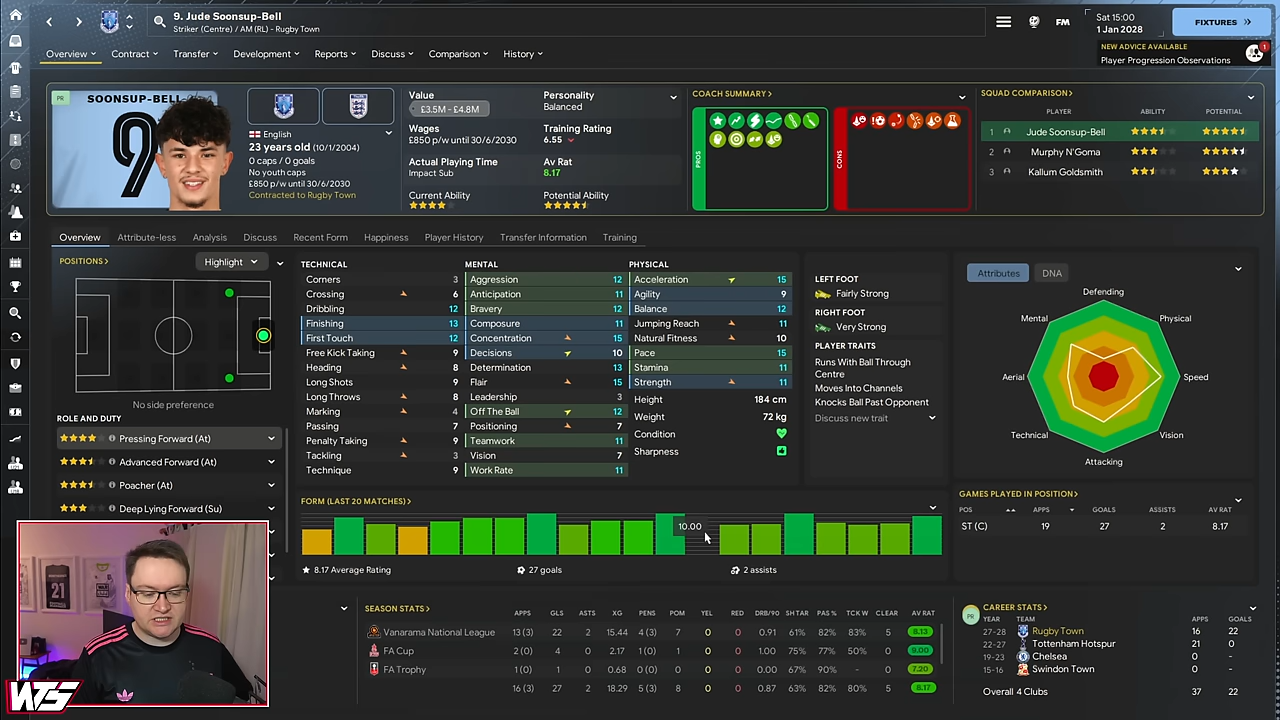 9. Jude Soonsup-Bell
Striker (Centre) / AM (RL) - Rugby Town
FM
Sat 15:00
1 Jan 2028
FIXTURES
NEW ADVICE AVAILABLE
Player Progression Observations
1
Overview
Contract
Transfer
Development
Reports
Discuss
Comparison
History
PR
SOONSUP-BELL
9
English
23 years old (10/1/2004)
0 caps / 0 goals
No youth caps
£850 p/w until 30/6/2030
Contracted to Rugby Town
Value
£3.5M - £4.8M
Wages
£850 p/w until 30/6/2030
Actual Playing Time
Impact Sub
Current Ability
Personality
Balanced
Training Rating
6.55
Av Rat
8.17
Potential Ability
COACH SUMMARY
PROS
CONS
SQUAD COMPARISON
PLAYER ABILITY POTENTIAL
1 Jude Soonsup-Bell
2 Murphy N'Goma
3 Kallum Goldsmith
Overview Attribute-less Analysis Discuss Recent Form Happiness Player History Transfer Information Training
POSITIONS
Highlight
No side preference
ROLE AND DUTY
Pressing Forward (At)
Advanced Forward (At)
Poacher (At)
Deep Lying Forward (Su)
TECHNICAL
Corners 3
Crossing 6
Dribbling 12
Finishing 13
First Touch 12
Free Kick Taking 9
Heading 8
Long Shots 9
Long Throws 8
Marking 4
Passing 7
Penalty Taking 9
Tackling 3
Technique 9
MENTAL
Aggression 12
Anticipation 11
Bravery 12
Composure 11
Concentration 15
Decisions 10
Determination 13
Flair 15
Leadership 3
Off The Ball 12
Positioning 7
Teamwork 11
Vision 7
Work Rate 11
PHYSICAL
Acceleration 15
Agility 9
Balance 12
Jumping Reach 11
Natural Fitness 10
Pace 15
Stamina 11
Strength 11
Height 184 cm
Weight 72 kg
Condition
Sharpness
LEFT FOOT
Fairly Strong
RIGHT FOOT
Very Strong
PLAYER TRAITS
Runs With Ball Through
Centre
Moves Into Channels
Knocks Ball Past Opponent
Discuss new trait
Attributes
DNA
Defending
Physical
Speed
Vision
Attacking
Technical
Aerial
Mental
FORM (LAST 20 MATCHES)
10.00
8.17 Average Rating
27 goals
2 assists
GAMES PLAYED IN POSITION
POS APPS GOALS ASSISTS AV RAT
ST (C) 19 27 2 8.17
SEASON STATS
APPS GLS ASTS XG PENS POM YEL RED DRB/90 SH TAR PAS % TCK W CLEAR AV RAT
Vanarama National League 13 (3) 22 2 15.44 4 (3) 7 0 0 0.91 61% 82% 83% 5 8.13
FA Cup 2 (0) 4 0 2.17 1 (0) 1 0 0 1.00 75% 77% 50% 0 9.00
FA Trophy 1 (0) 1 0 0.68 0 (0) 0 0 0 0.00 67% 90% - 0 7.20
16 (3) 27 2 18.29 5 (3) 8 0 0 0.87 63% 82% 80% 5 8.17
PR
CAREER STATS
YEAR TEAM APPS GOALS
27-28 Rugby Town 16 22
22-27 Tottenham Hotspur 21 0
19-23 Chelsea 0 -
15-16 Swindon Town 0 -
Overall 4 Clubs 37 22
21
WTS